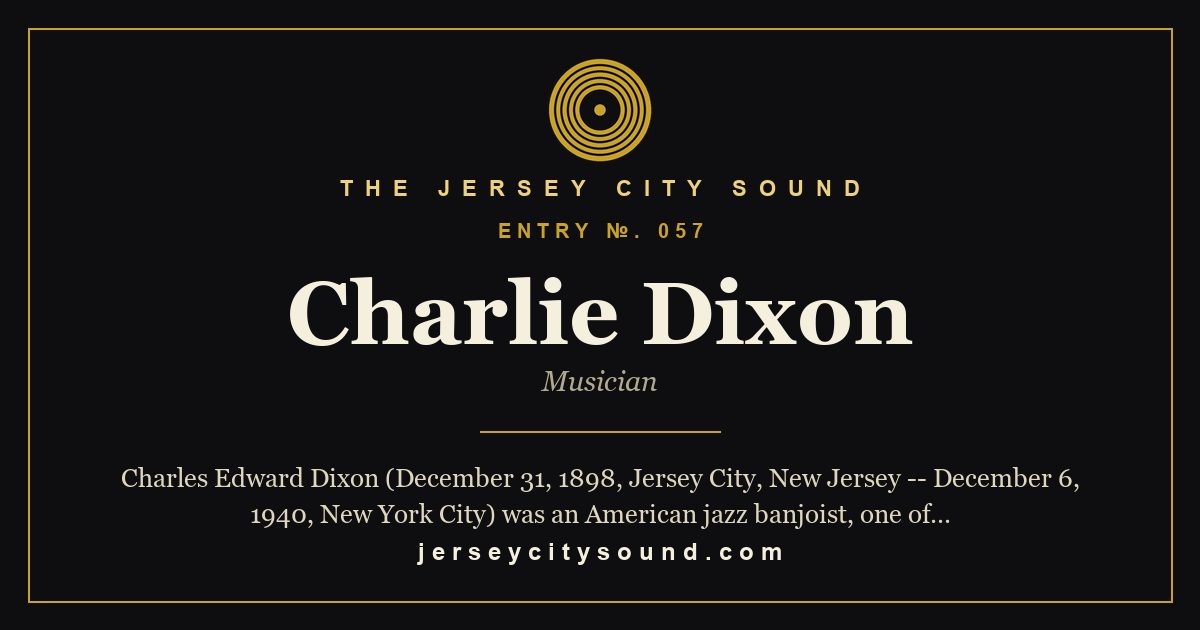 THE JERSEY CITY SOUND
ENTRY №. 057
Charlie Dixon
Musician
Charles Edward Dixon (December 31, 1898, Jersey City, New Jersey -- December 6,
1940, New York City) was an American jazz banjoist, one of...
jerseycitysound.com